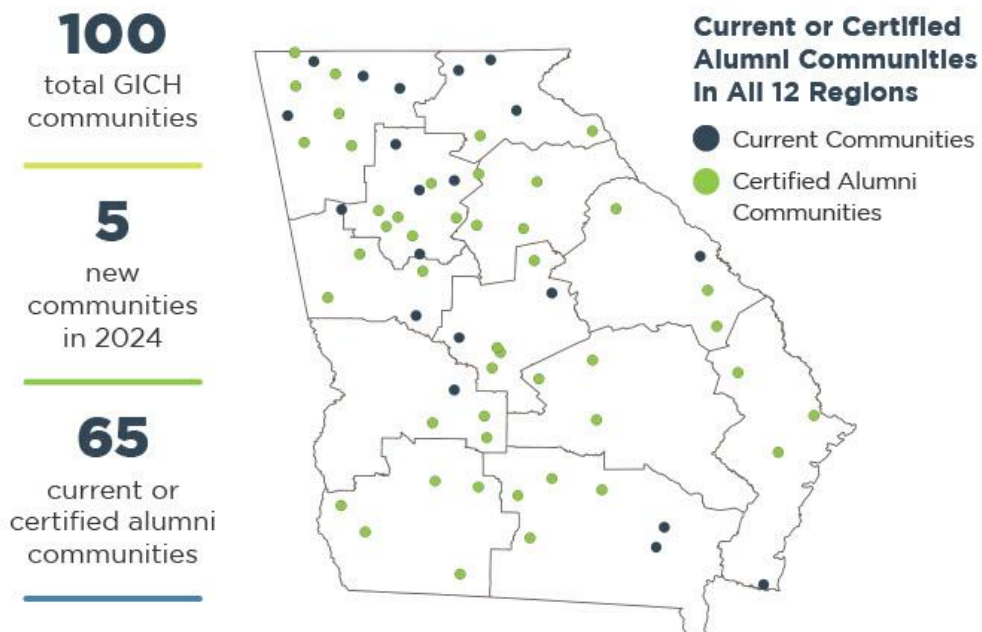 100
total GICH
communities
5
new
communities
in 2024
65
current or
certified alumni
communities
Current or Certified
Alumni Communities
in All 12 Regions
Current Communities
Certified Alumni
Communities